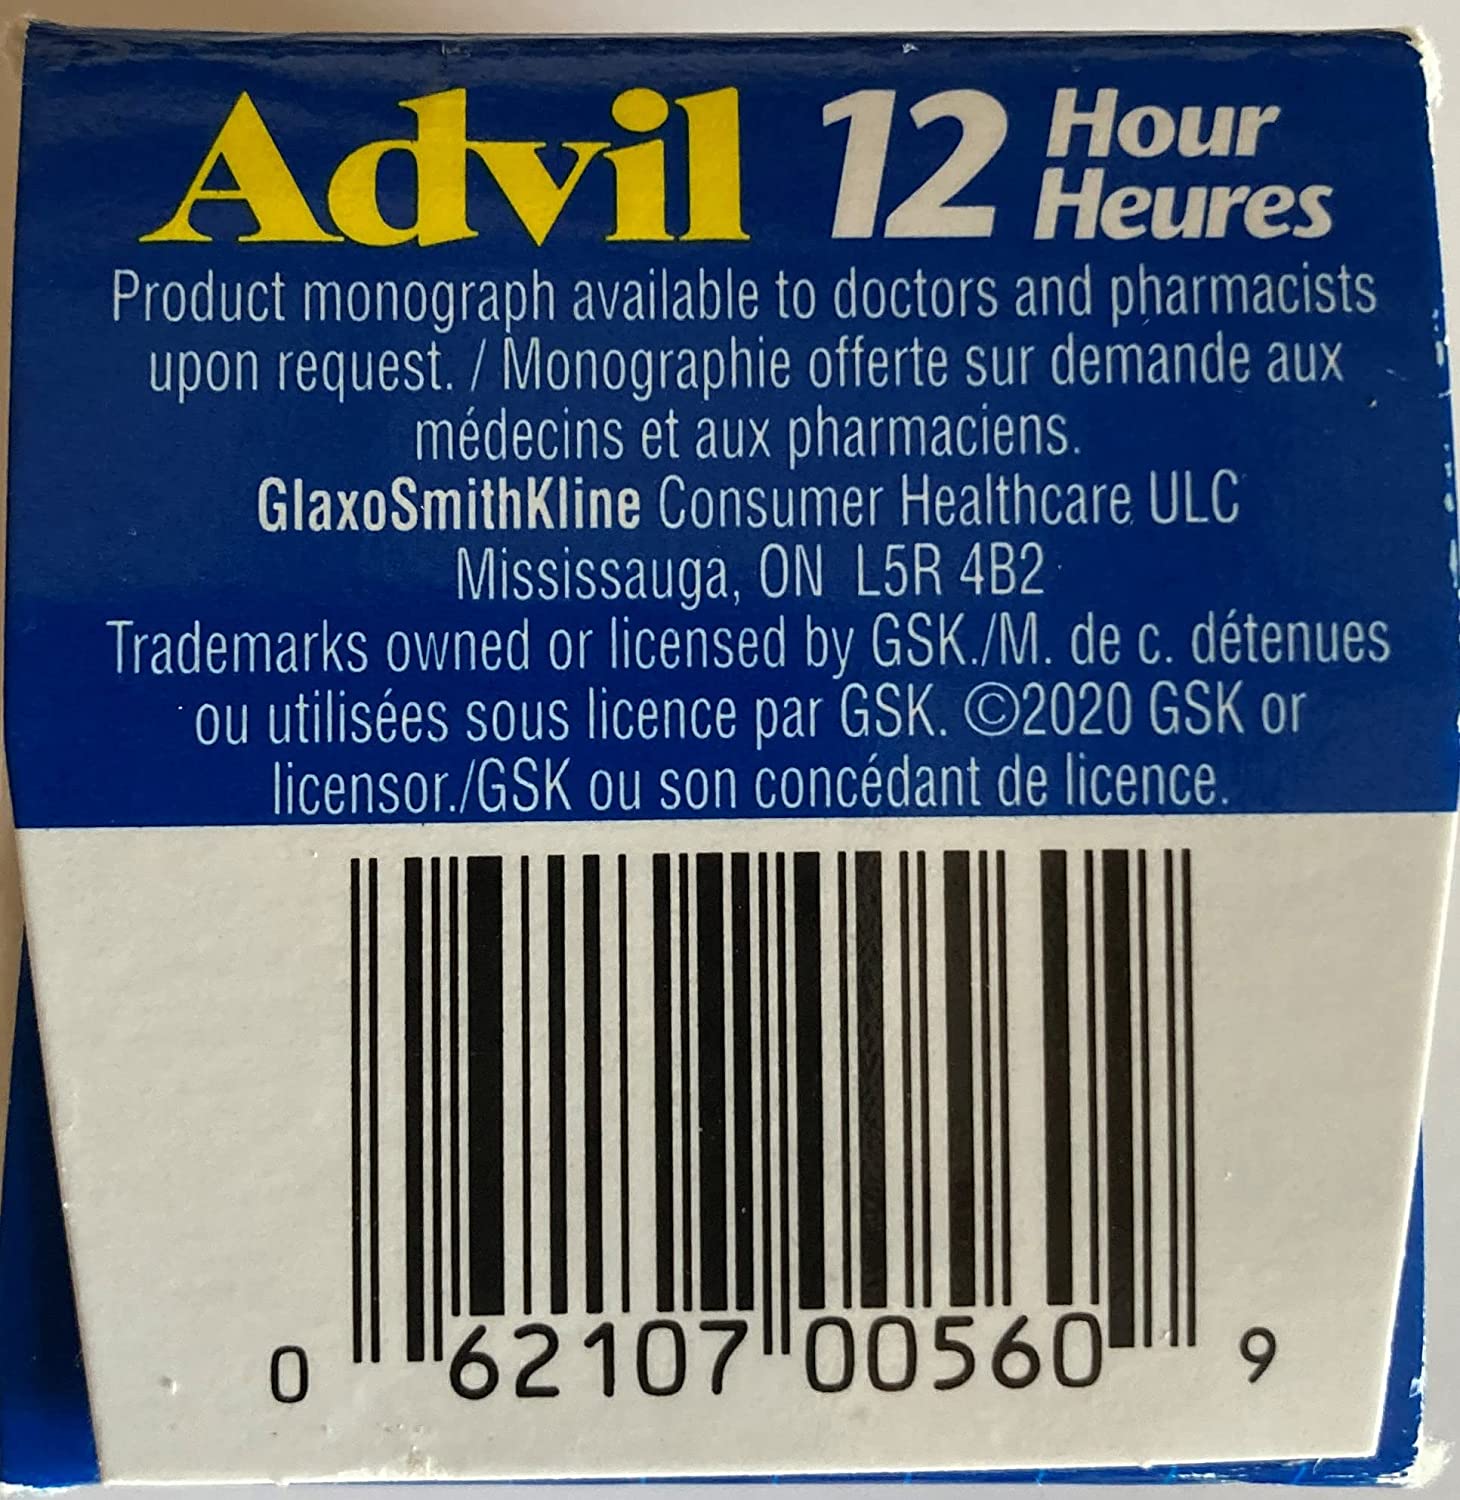 Advil 12 Hour Heures
Product monograph available to doctors and pharmacists
upon request. / Monographie offerte sur demande aux
médecins et aux pharmaciens.
GlaxoSmithKline Consumer Healthcare ULC
Mississauga, ON L5R 4B2
Trademarks owned or licensed by GSK./M. de c. détenues
ou utilisées sous licence par GSK. ©2020 GSK or
licensor./GSK ou son concédant de licence.
0 62107 00560 9